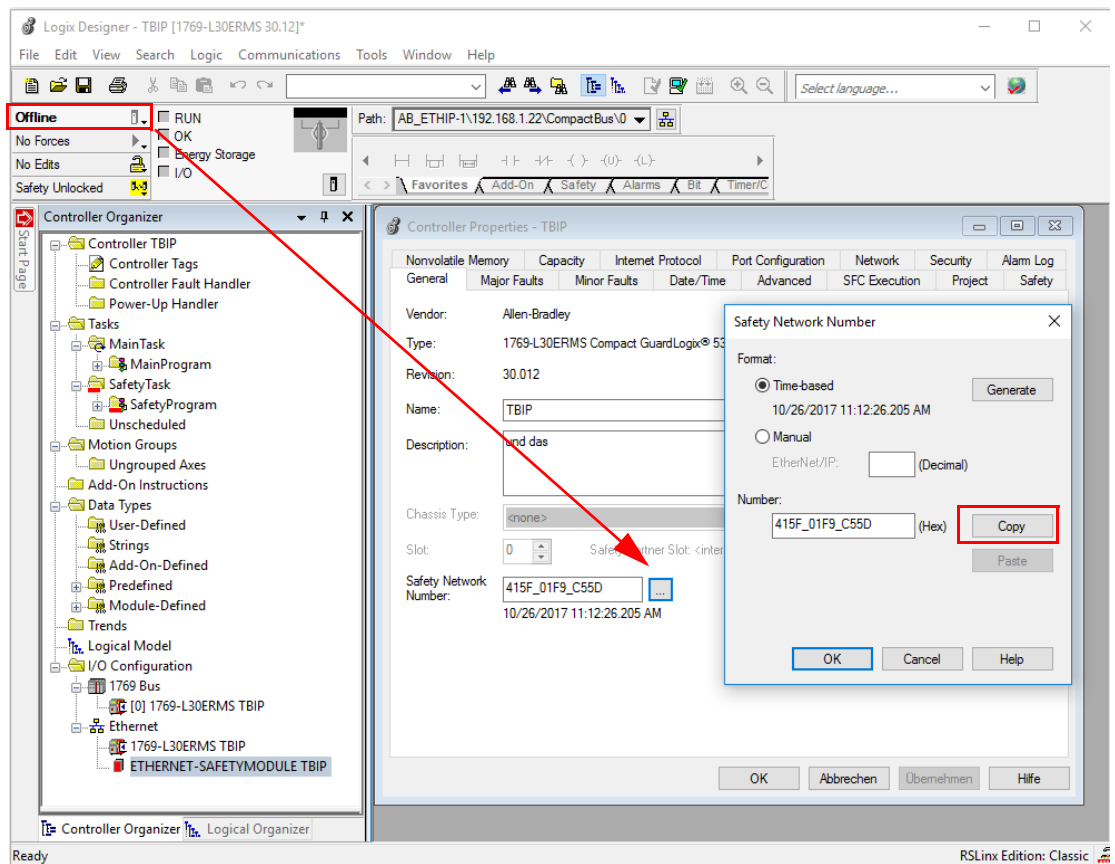 Logix Designer - TBIP [1769-L30ERMS 30.12]*
File Edit View Search Logic Communications Tools Window Help
Select language...
Offline
RUN
No Forces
OK
No Edits
Energy Storage
Safety Unlocked
I/O
Path: AB_ETHIP-1\192.168.1.22\CompactBus\0
Favorites Add-On Safety Alarms Bit Timer/C
Start Page
Controller Organizer
Controller TBIP
Controller Tags
Controller Fault Handler
Power-Up Handler
Tasks
MainTask
MainProgram
SafetyTask
SafetyProgram
Unscheduled
Motion Groups
Ungrouped Axes
Add-On Instructions
Data Types
User-Defined
Strings
Add-On-Defined
Predefined
Module-Defined
Trends
Logical Model
I/O Configuration
1769 Bus
[0] 1769-L30ERMS TBIP
Ethernet
1769-L30ERMS TBIP
ETHERNET-SAFETYMODULE TBIP
Controller Organizer Logical Organizer
Controller Properties - TBIP
Nonvolatile Memory Capacity Internet Protocol Port Configuration Network Security Alarm Log
General Major Faults Minor Faults Date/Time Advanced SFC Execution Project Safety
Vendor: Allen-Bradley
Type: 1769-L30ERMS Compact GuardLogix® 53
Revision: 30.012
Name: TBIP
Description: und das
Chassis Type: <none>
Slot: 0 Safety Partner Slot: <inter
Safety Network Number: 415F_01F9_C55D ...
10/26/2017 11:12:26.205 AM
OK Abbrechen Übernehmen Hilfe
Safety Network Number
Format:
Time-based
Generate
10/26/2017 11:12:26.205 AM
Manual
EtherNet/IP: (Decimal)
Number:
415F_01F9_C55D (Hex) Copy
Paste
OK Cancel Help
Ready
RSLinx Edition: Classic